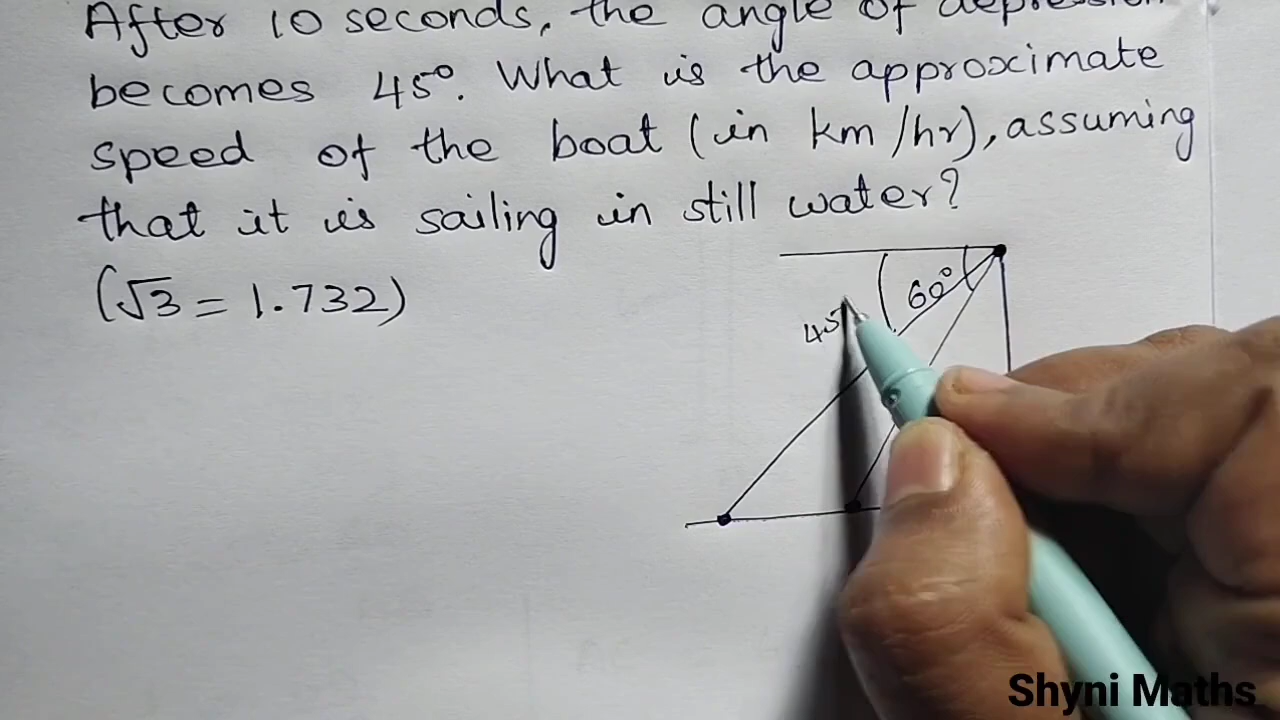 After 10 seconds, the angle of depression
becomes 45°. What is the approximate
speed of the boat (in km/hr), assuming
that it is sailing in still water?
(√3 = 1.732)
60°
45
Shyni Maths